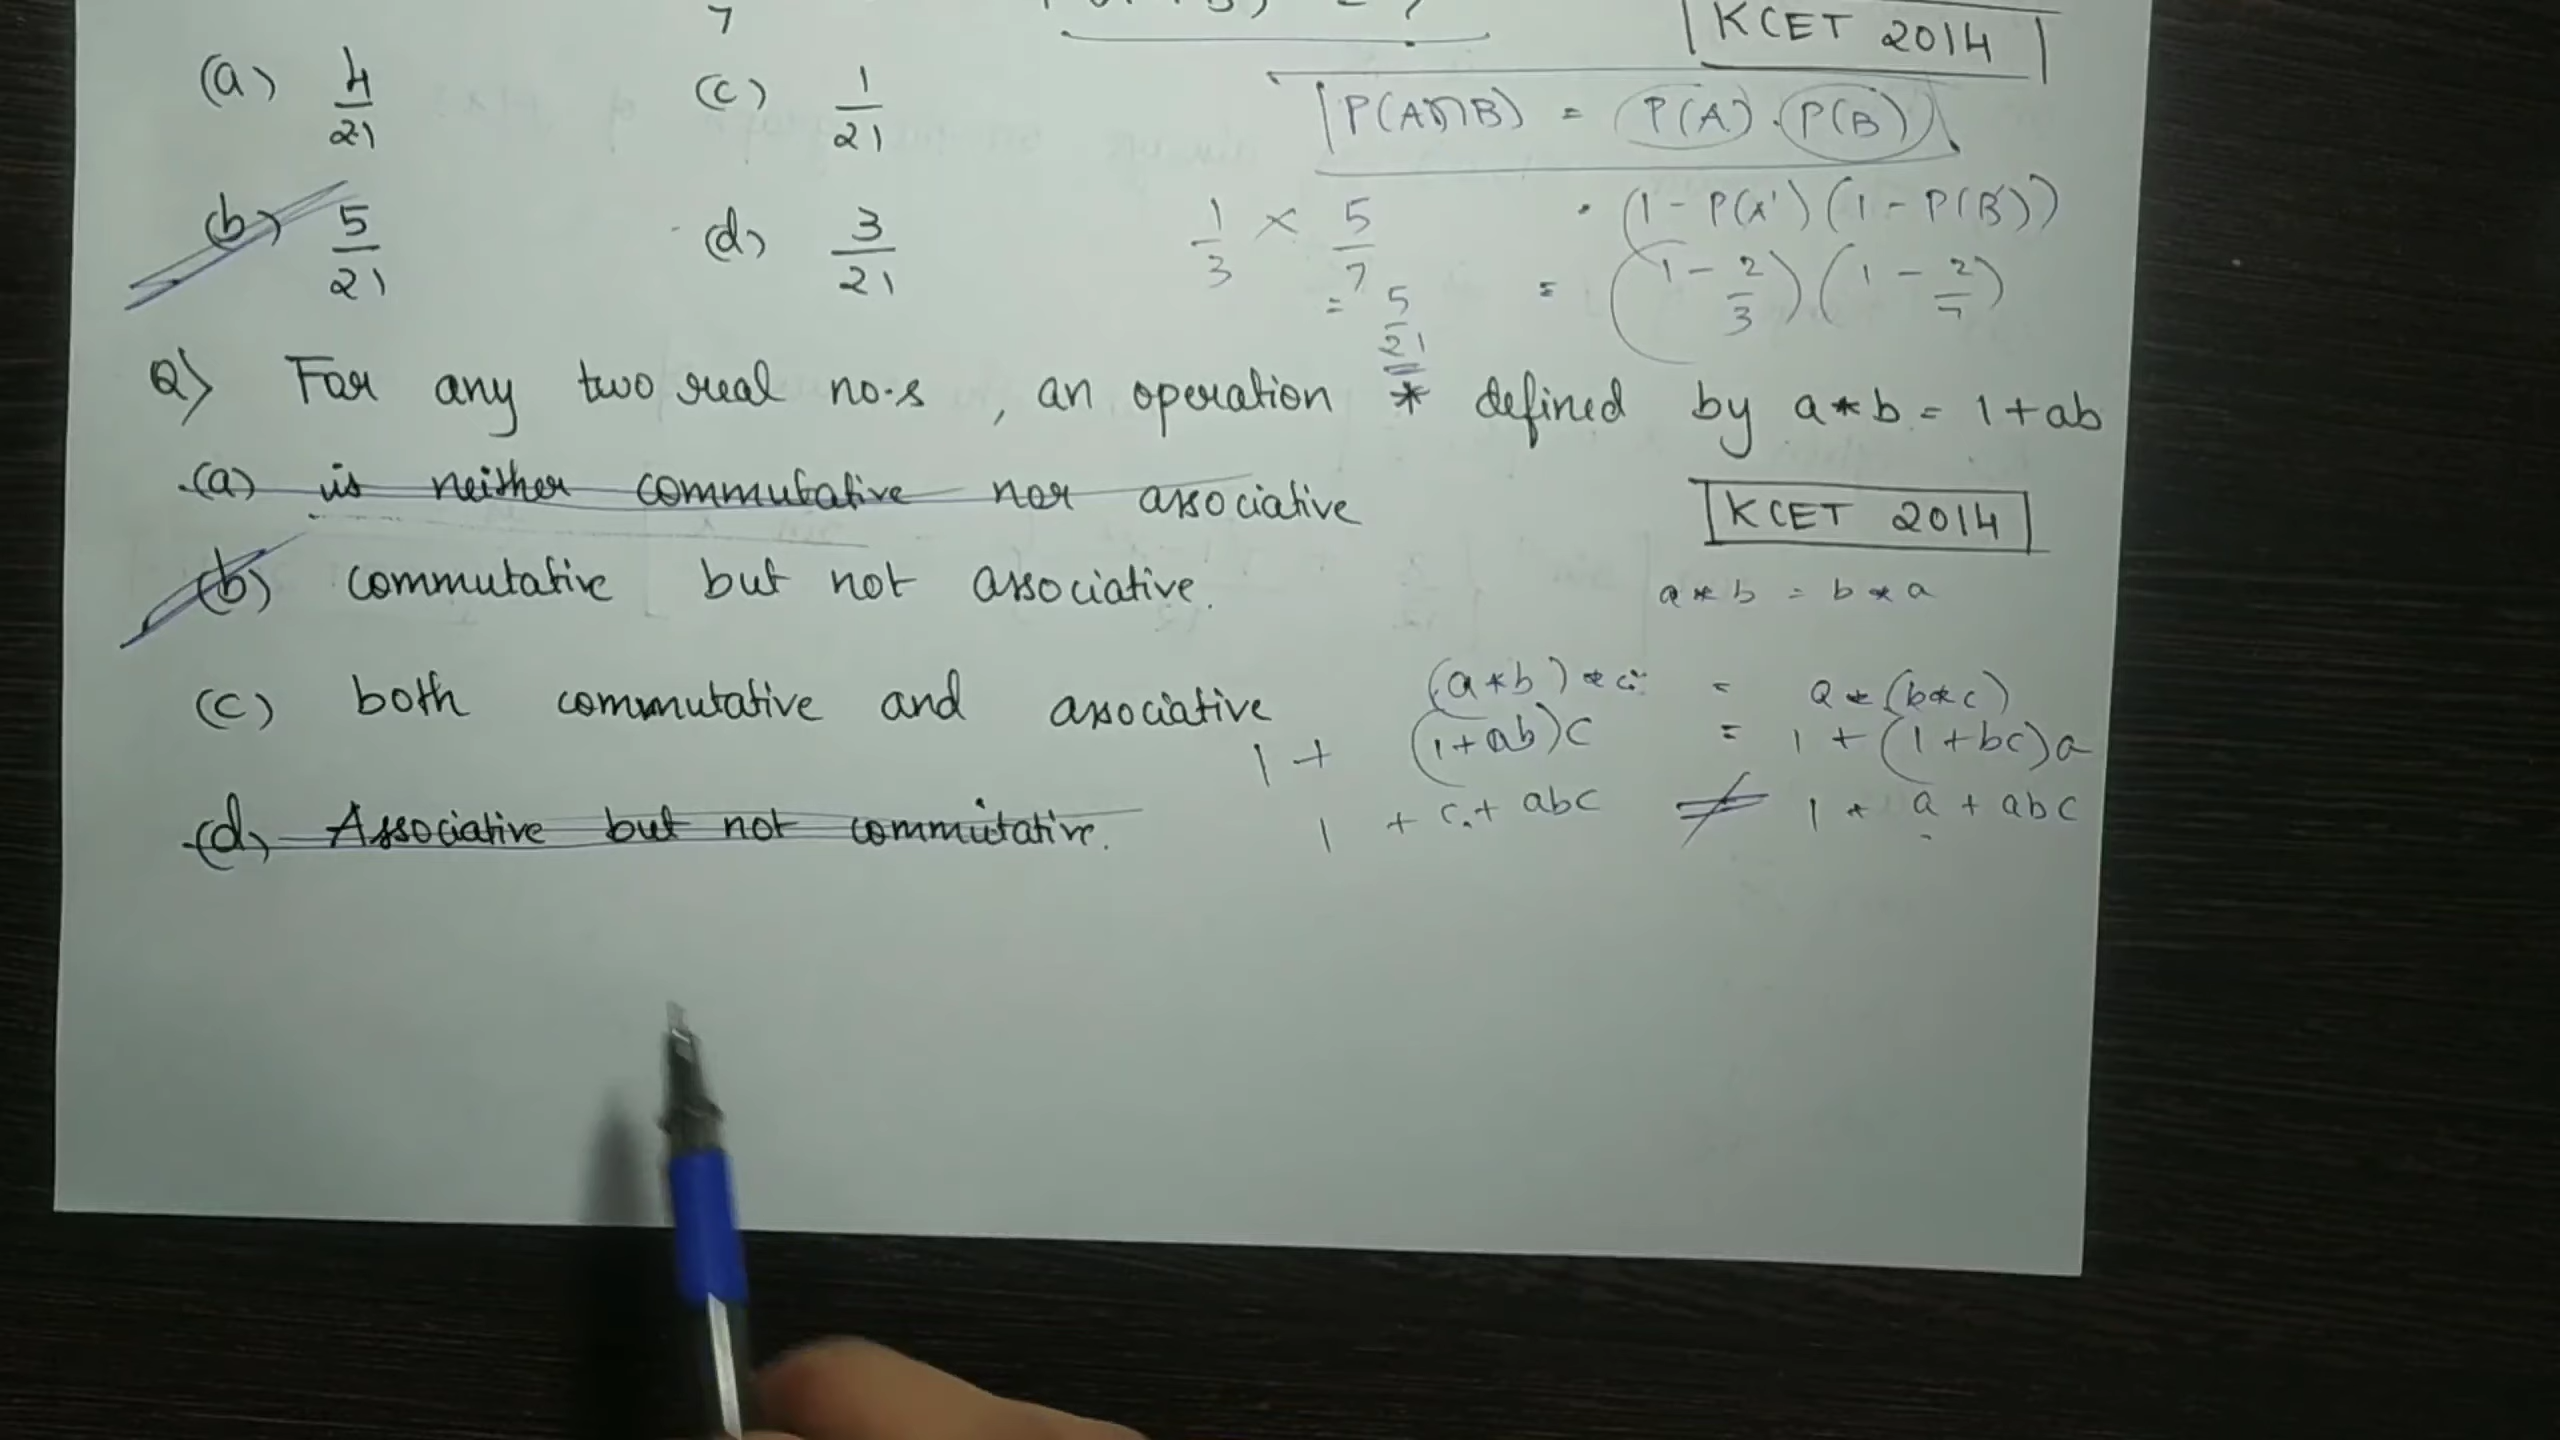 7
KCET 2014
(a) 4/21 (c) 1/21
P(A∩B) = P(A) . P(B)
(b) 5/21 (d) 3/21
1/3 × 5/7
= 5/21
(1 - P(A')) (1 - P(B'))
= (1 - 2/3) (1 - 2/7)
Q) For any two real no.s , an operation * defined by a * b = 1 + ab
(a) is neither commutative nor associative
KCET 2014
(b) commutative but not associative.
a * b = b * a
(c) both commutative and associative
(a * b) * c = a * (b * c)
1 + (1 + ab)c = 1 + (1 + bc)a
1 + c + abc ≠ 1 + a + abc
(d) Associative but not commutative.